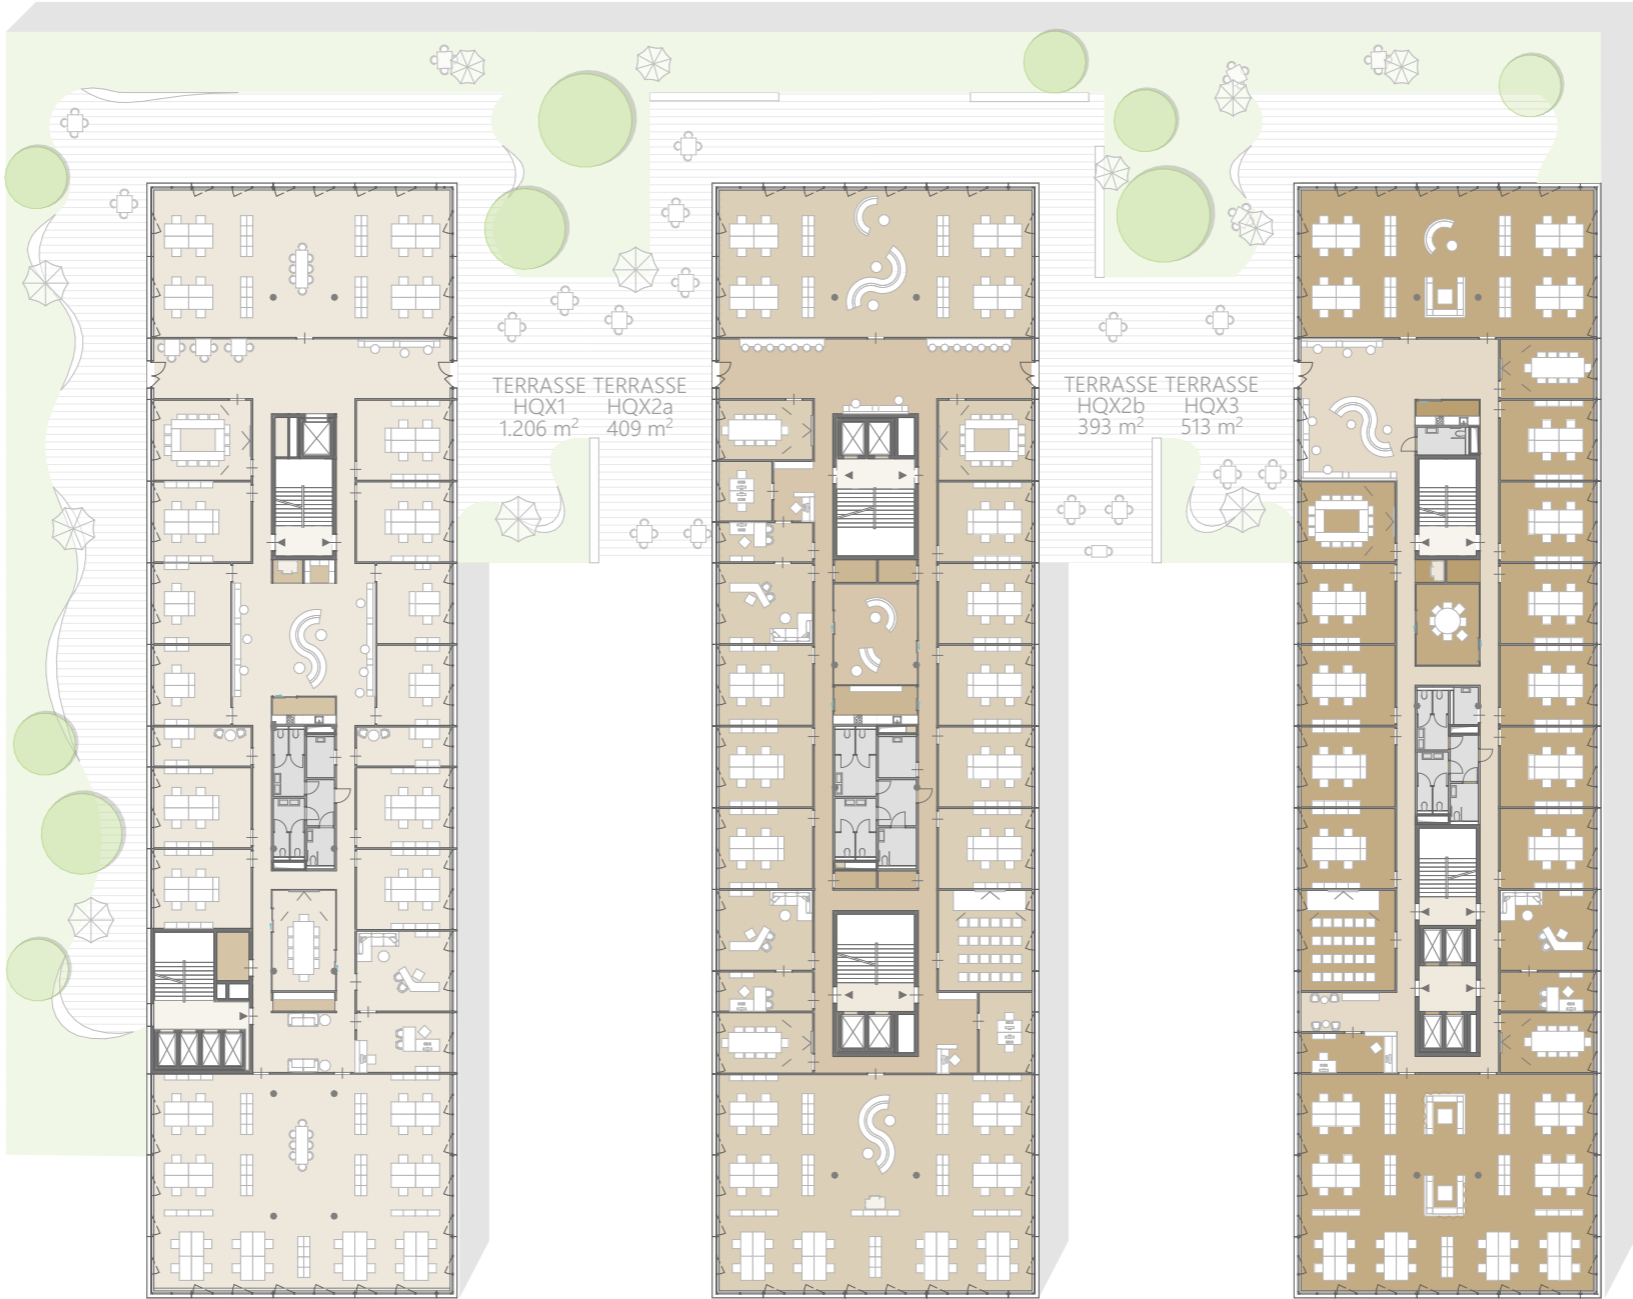 TERRASSE
HQX1
1.206 m²
TERRASSE
HQX2a
409 m²
TERRASSE
HQX2b
393 m²
TERRASSE
HQX3
513 m²